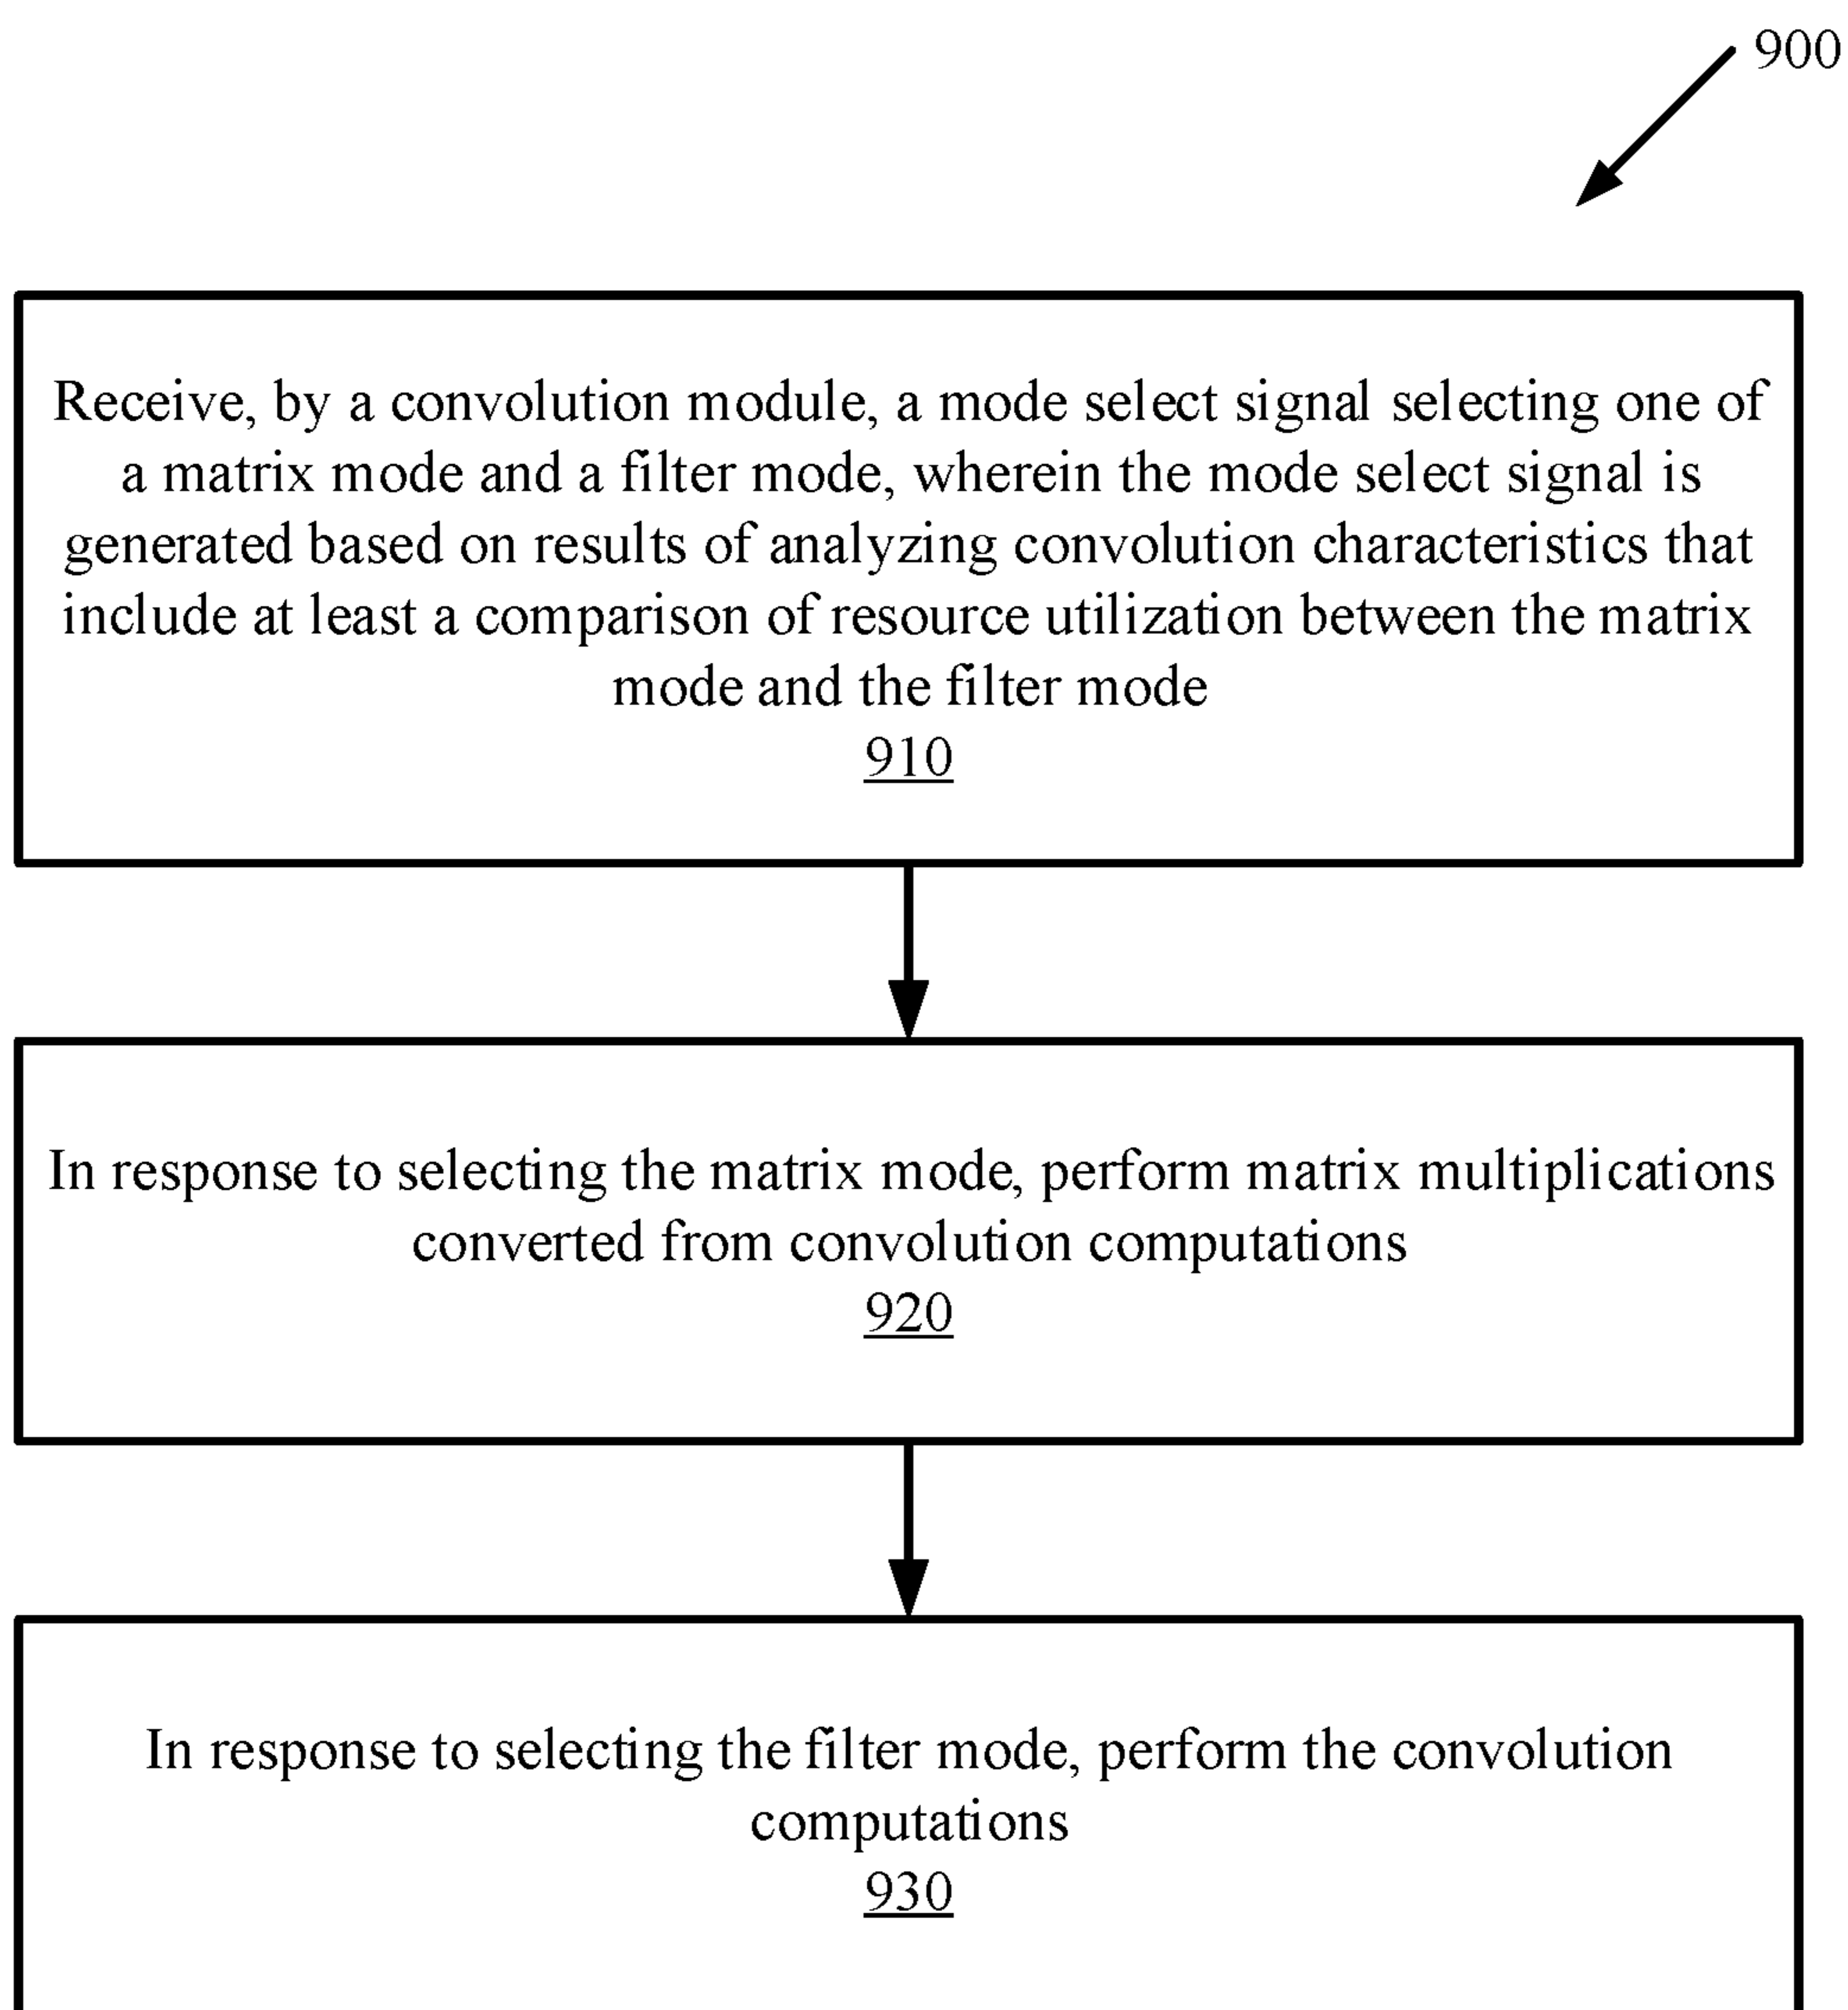 900
Receive, by a convolution module, a mode select signal selecting one of
a matrix mode and a filter mode, wherein the mode select signal is
generated based on results of analyzing convolution characteristics that
include at least a comparison of resource utilization between the matrix
mode and the filter mode
910
In response to selecting the matrix mode, perform matrix multiplications
converted from convolution computations
920
In response to selecting the filter mode, perform the convolution
computations
930